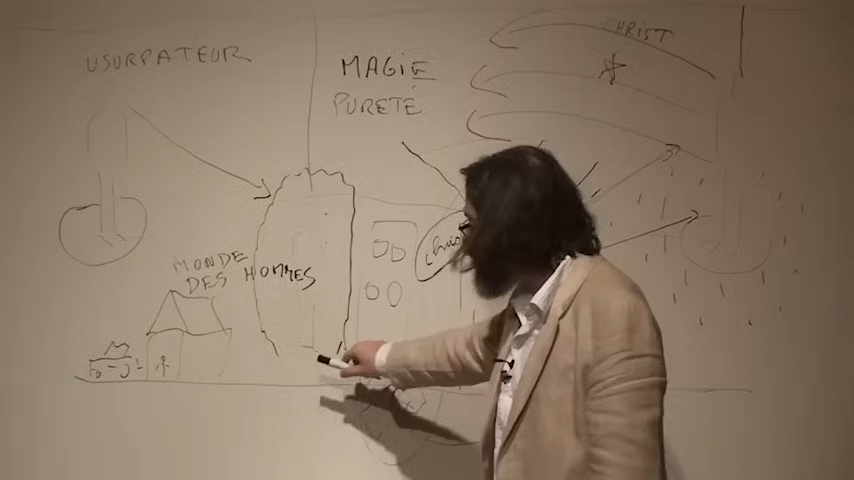 USURPATEUR
MAGIE
PURETÉ
CHRIST
MONDE
DES HOMMES